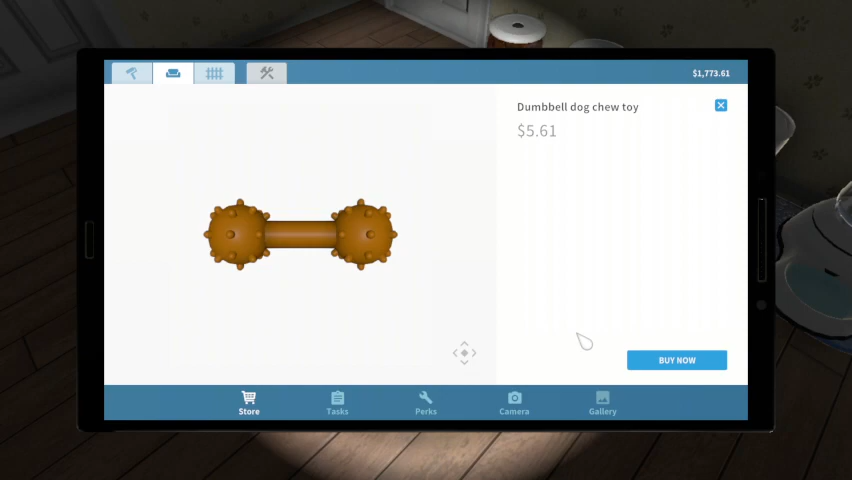 $1,773.61
Dumbbell dog chew toy
$5.61
BUY NOW
Store
Tasks
Perks
Camera
Gallery